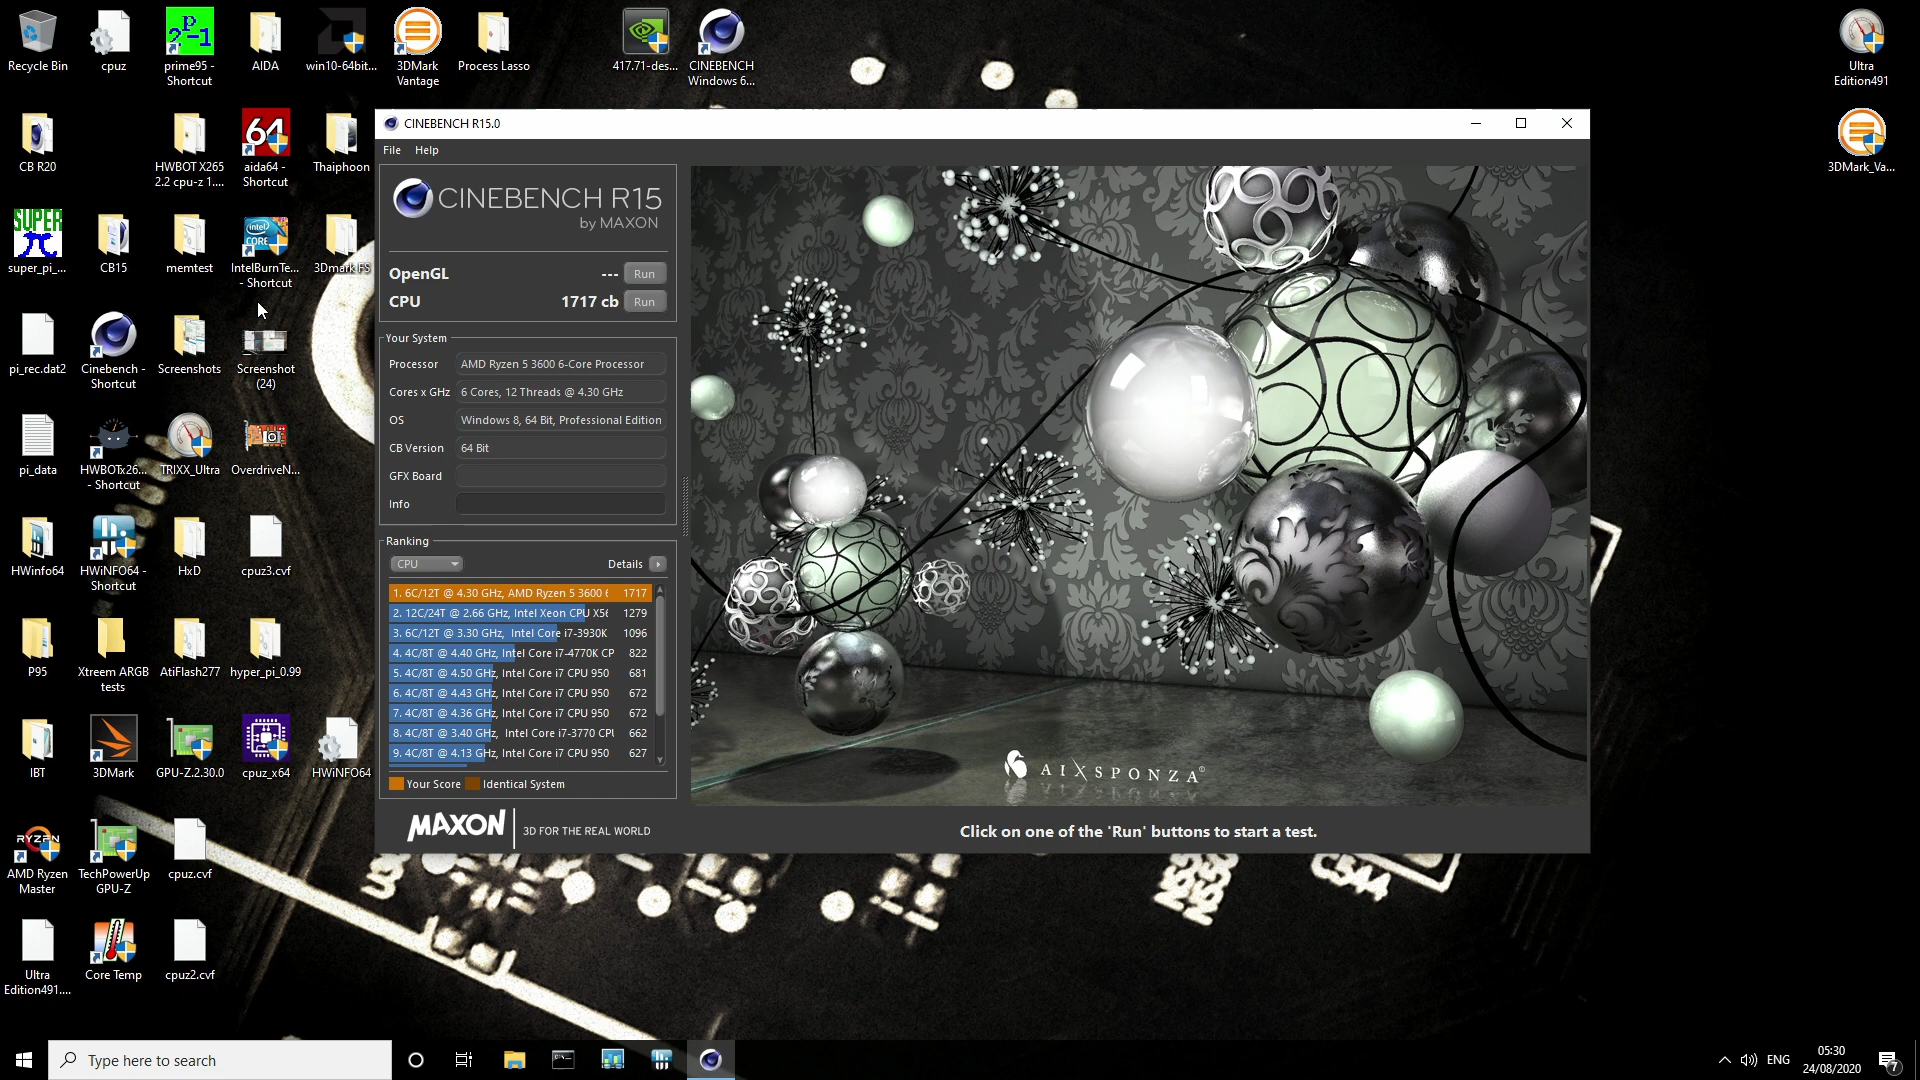 Recycle Bin
cpuz
prime95 -
Shortcut
AIDA
win10-64bit...
3DMark
Vantage
Process Lasso
417.71-des...
CINEBENCH
Windows 6...
Ultra
Edition491
CB R20
HWBOT X265
2.2 cpu-z 1....
64
aida64 -
Shortcut
Thaiphoon
3DMark_Va...
SUPER
π
super_pi_...
CB15
memtest
intel
CORE
IntelBurnTe...
- Shortcut
3Dmark FS
pi_rec.dat2
Cinebench -
Shortcut
Screenshots
Screenshot
(24)
pi_data
HWBOTx26...
- Shortcut
TRIXX_Ultra
OverdriveN...
HWinfo64
HWiNFO64 -
Shortcut
HxD
cpuz3.cvf
P95
Xtreem ARGB
tests
AtiFlash277
hyper_pi_0.99
IBT
3DMark
GPU-Z.2.30.0
cpuz_x64
HWiNFO64
RYZEN
AMD Ryzen
Master
TechPowerUp
GPU-Z
cpuz.cvf
Ultra
Edition491....
Core Temp
cpuz2.cvf
CINEBENCH R15.0
File Help
CINEBENCH R15
by MAXON
OpenGL --- Run
CPU 1717 cb Run
Your System
Processor AMD Ryzen 5 3600 6-Core Processor
Cores x GHz 6 Cores, 12 Threads @ 4.30 GHz
OS Windows 8, 64 Bit, Professional Edition
CB Version 64 Bit
GFX Board
Info
Ranking
CPU Details
1. 6C/12T @ 4.30 GHz, AMD Ryzen 5 3600 6 1717
2. 12C/24T @ 2.66 GHz, Intel Xeon CPU X56 1279
3. 6C/12T @ 3.30 GHz, Intel Core i7-3930K 1096
4. 4C/8T @ 4.40 GHz, Intel Core i7-4770K CP 822
5. 4C/8T @ 4.50 GHz, Intel Core i7 CPU 950 681
6. 4C/8T @ 4.43 GHz, Intel Core i7 CPU 950 672
7. 4C/8T @ 4.36 GHz, Intel Core i7 CPU 950 672
8. 4C/8T @ 3.40 GHz, Intel Core i7-3770 CPU 662
9. 4C/8T @ 4.13 GHz, Intel Core i7 CPU 950 627
Your Score Identical System
MAXON 3D FOR THE REAL WORLD
AIXSPONZA®
Click on one of the 'Run' buttons to start a test.
Type here to search
ENG
05:30
24/08/2020
7